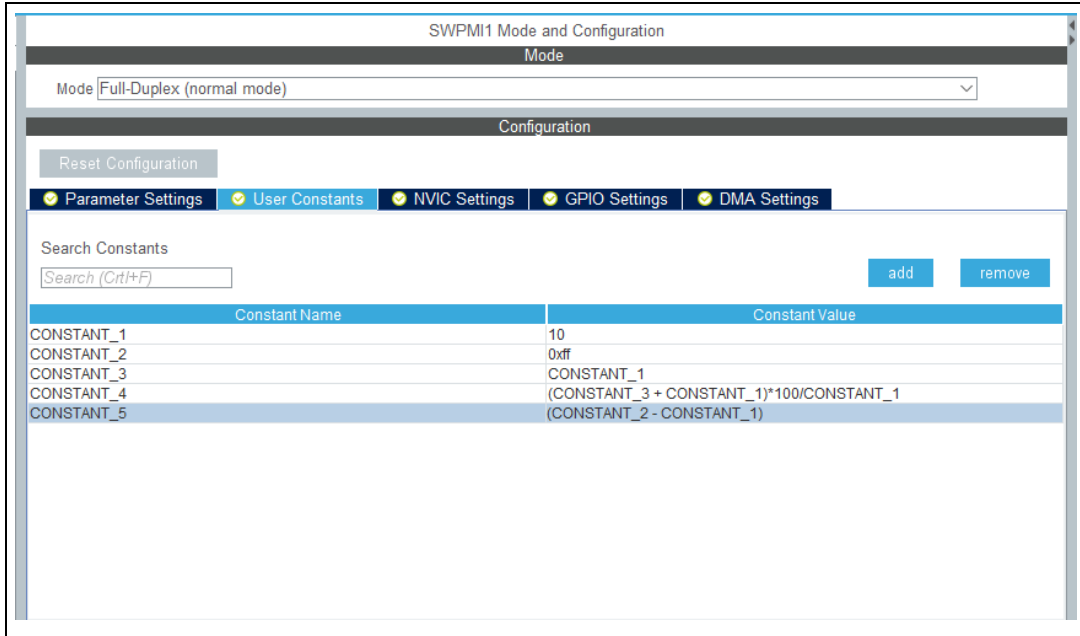 SWPMI1 Mode and Configuration
Mode
Mode Full-Duplex (normal mode)
Configuration
Reset Configuration
Parameter Settings User Constants NVIC Settings GPIO Settings DMA Settings
Search Constants
Search (Crtl+F) add remove
Constant Name Constant Value
CONSTANT_1 10
CONSTANT_2 0xff
CONSTANT_3 CONSTANT_1
CONSTANT_4 (CONSTANT_3 + CONSTANT_1)*100/CONSTANT_1
CONSTANT_5 (CONSTANT_2 - CONSTANT_1)